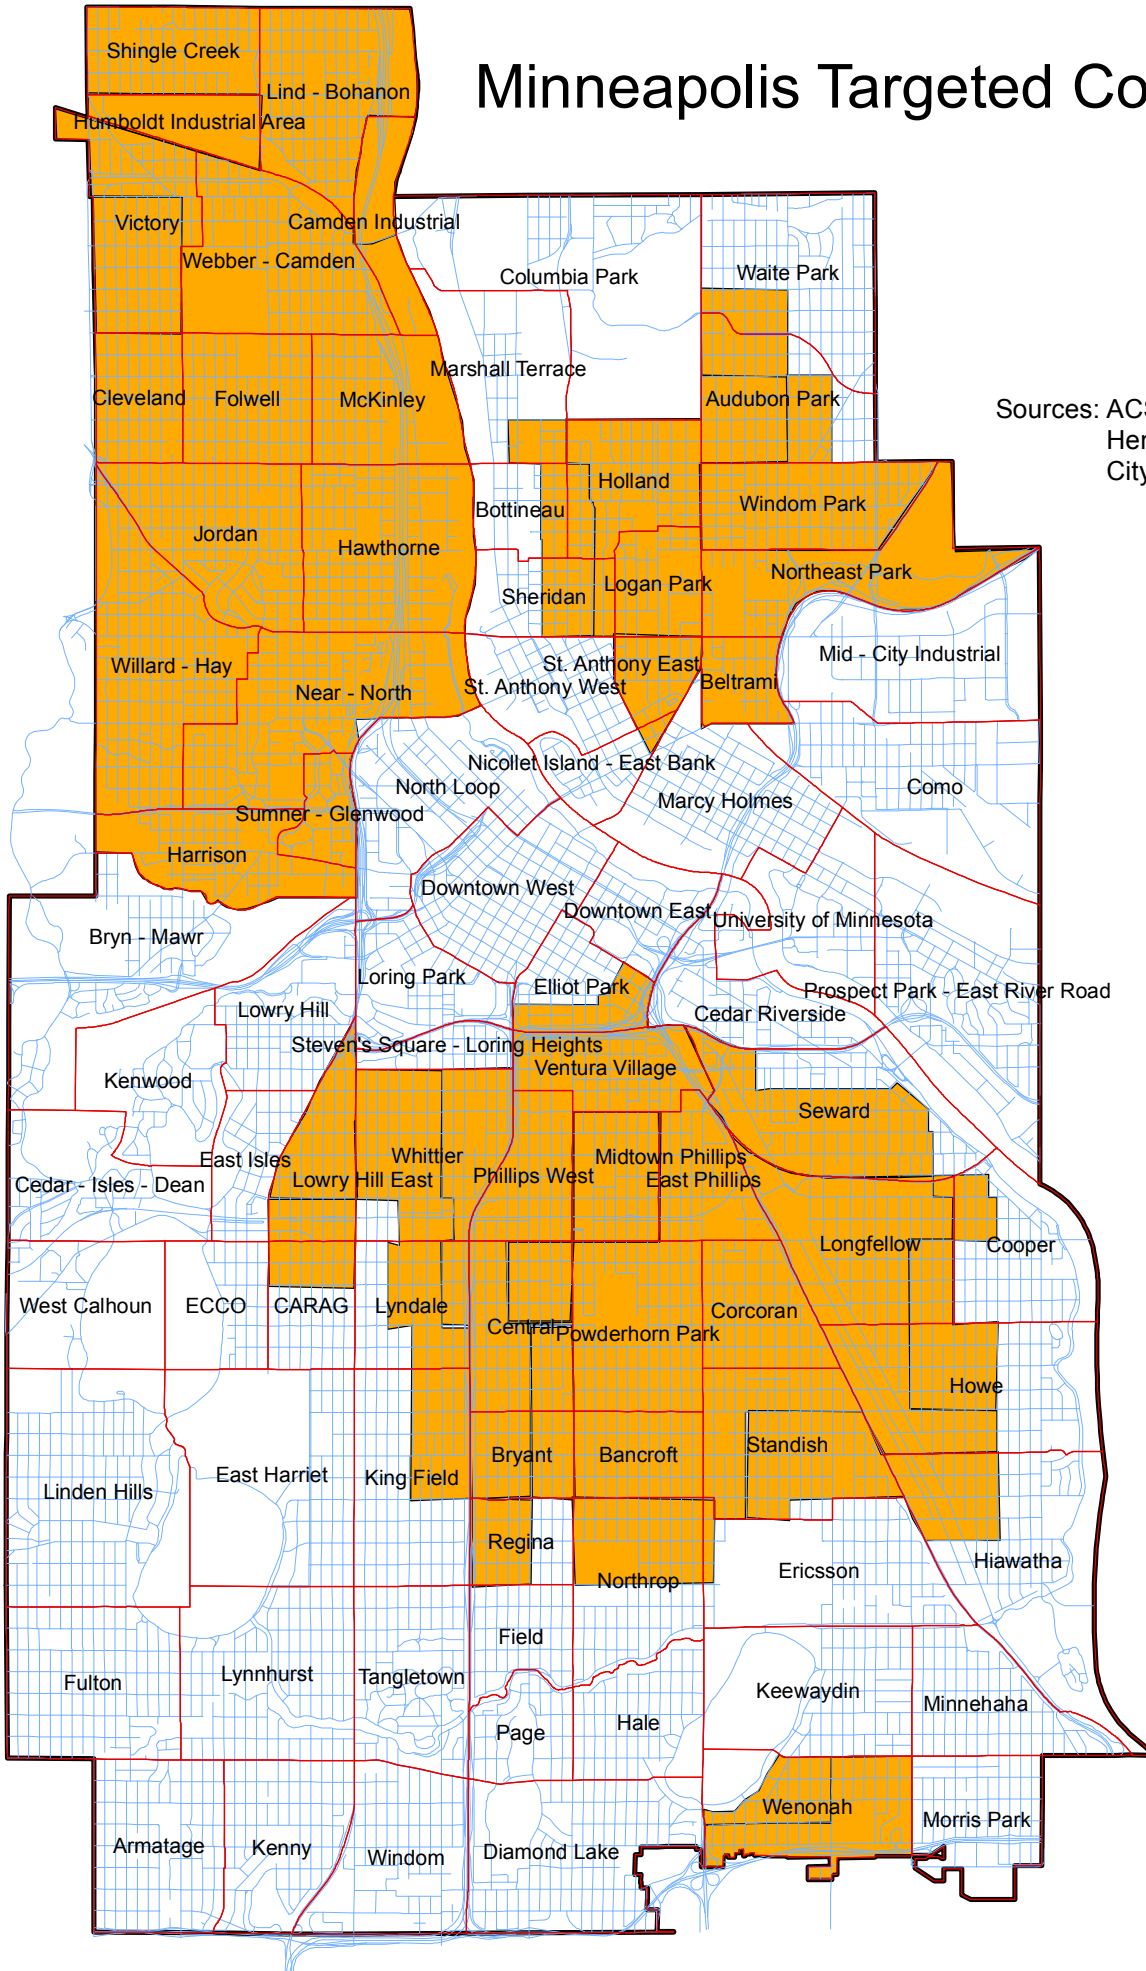 Shingle Creek
Minneapolis Targeted Co
Lind - Bohanon
Humboldt Industrial Area
Victory
Camden Industrial
Webber - Camden
Columbia Park
Waite Park
Marshall Terrace
Cleveland
Folwell
McKinley
Audubon Park
Sources: ACS
Hen
City
Holland
Bottineau
Windom Park
Jordan
Hawthorne
Northeast Park
Logan Park
Sheridan
Mid - City Industrial
Willard - Hay
St. Anthony East
Beltrami
Near - North
St. Anthony West
Nicollet Island - East Bank
North Loop
Como
Marcy Holmes
Sumner - Glenwood
Harrison
Downtown West
Downtown East
University of Minnesota
Bryn - Mawr
Loring Park
Elliot Park
Prospect Park - East River Road
Lowry Hill
Cedar Riverside
Steven's Square - Loring Heights
Ventura Village
Kenwood
Seward
Whittier
Midtown Phillips
East Isles
Phillips West
Lowry Hill East
East Phillips
Cedar - Isles - Dean
Longfellow
Cooper
West Calhoun
ECCO
CARAG
Lyndale
Corcoran
Central
Powderhorn Park
Howe
Standish
Bryant
Bancroft
East Harriet
King Field
Linden Hills
Regina
Hiawatha
Ericsson
Northrop
Field
Lynnhurst
Tangletown
Fulton
Keewaydin
Minnehaha
Hale
Page
Wenonah
Morris Park
Armatage
Kenny
Windom
Diamond Lake